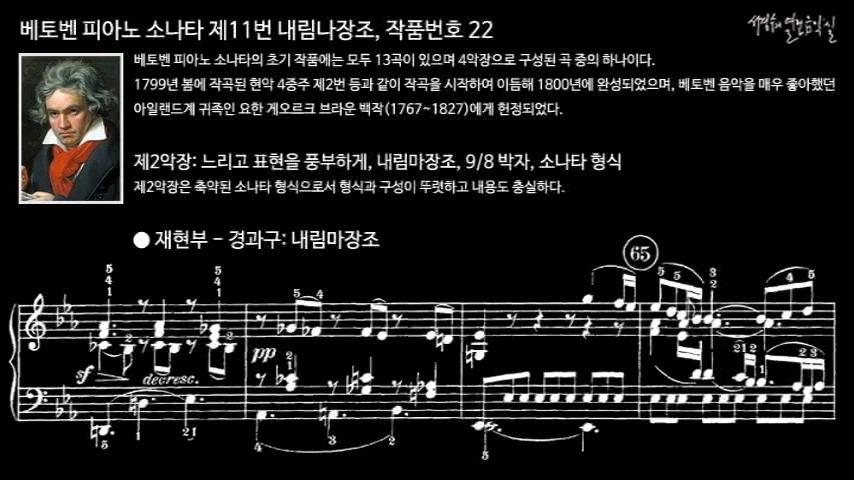 베토벤 피아노 소나타 제11번 내림나장조, 작품번호 22
서정수의 열린음악실
베토벤 피아노 소나타의 초기 작품에는 모두 13곡이 있으며 4악장으로 구성된 곡 중의 하나이다.
1799년 봄에 작곡된 현악 4중주 제2번 등과 같이 작곡을 시작하여 이듬해 1800년에 완성되었으며, 베토벤 음악을 매우 좋아했던
아일랜드계 귀족인 요한 게오르크 브라운 백작(1767~1827)에게 헌정되었다.
제2악장: 느리고 표현을 풍부하게, 내림마장조, 9/8 박자, 소나타 형식
제2악장은 축약된 소나타 형식으로서 형식과 구성이 뚜렷하고 내용도 충실하다.
● 재현부 - 경과구: 내림마장조
65
sf decresc. pp